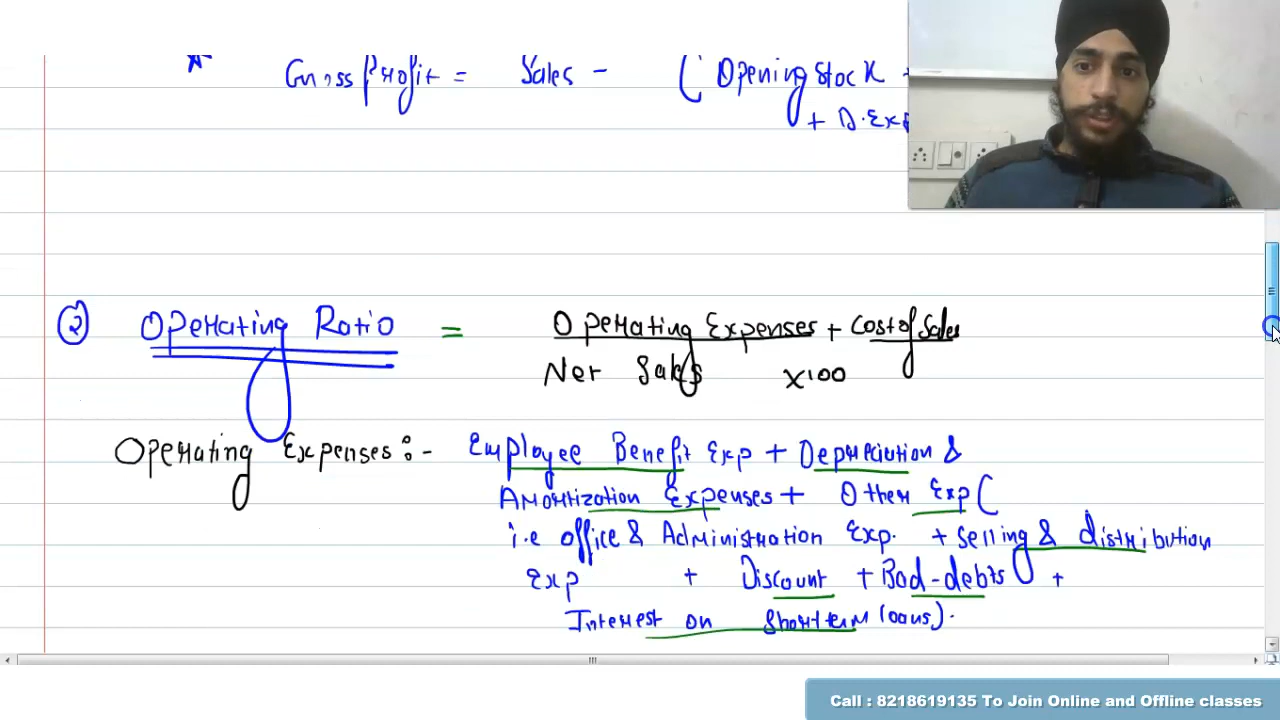 Gross Profit = Sales - ( Opening Stock
+ D.Exp
② Operating Ratio = Operating Expenses + Cost of Sales
Net Sales X100
Operating Expenses :- Employee Benefit Exp + Depreciation &
Amortization Expenses + Other Exp (
i.e office & Administration Exp. + Selling & distribution
Exp + Discount + Bad-debts +
Interest on Short term loans).
Call : 8218619135 To Join Online and Offline classes